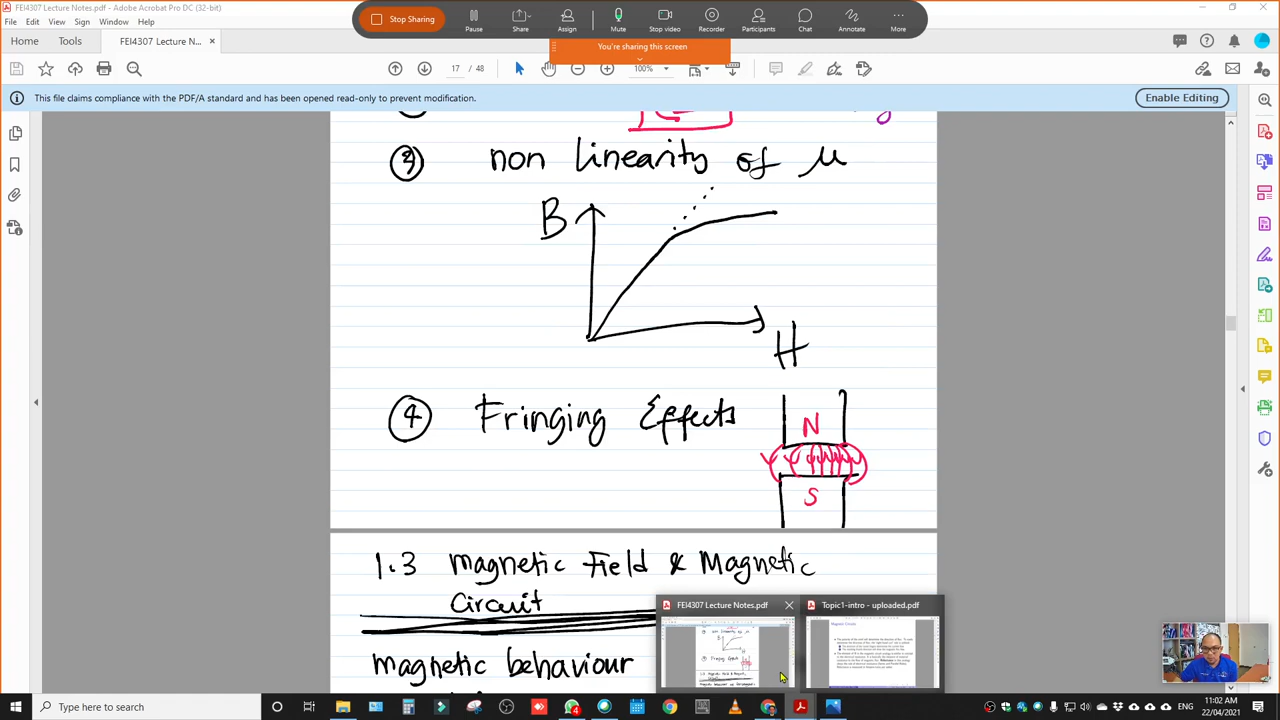 FEI4307 Lecture Notes.pdf - Adobe Acrobat Pro DC (32-bit)
File Edit View Sign Window Help
Stop Sharing
Pause Share Assign Mute Stop video Recorder Participants Chat Annotate More
You're sharing this screen
Home Tools FEI4307 Lecture N... ×
17 / 48 100%
This file claims compliance with the PDF/A standard and has been opened read-only to prevent modification.
Enable Editing
③ non linearity of μ
B
H
④ Fringing Effects
N
S
1.3 magnetic Field & Magnetic
Circuit
magnetic behaviour
FEI4307 Lecture Notes.pdf
Topic1-intro - uploaded.pdf
Magnetic Circuits
Type here to search
11:02 AM
22/04/2021